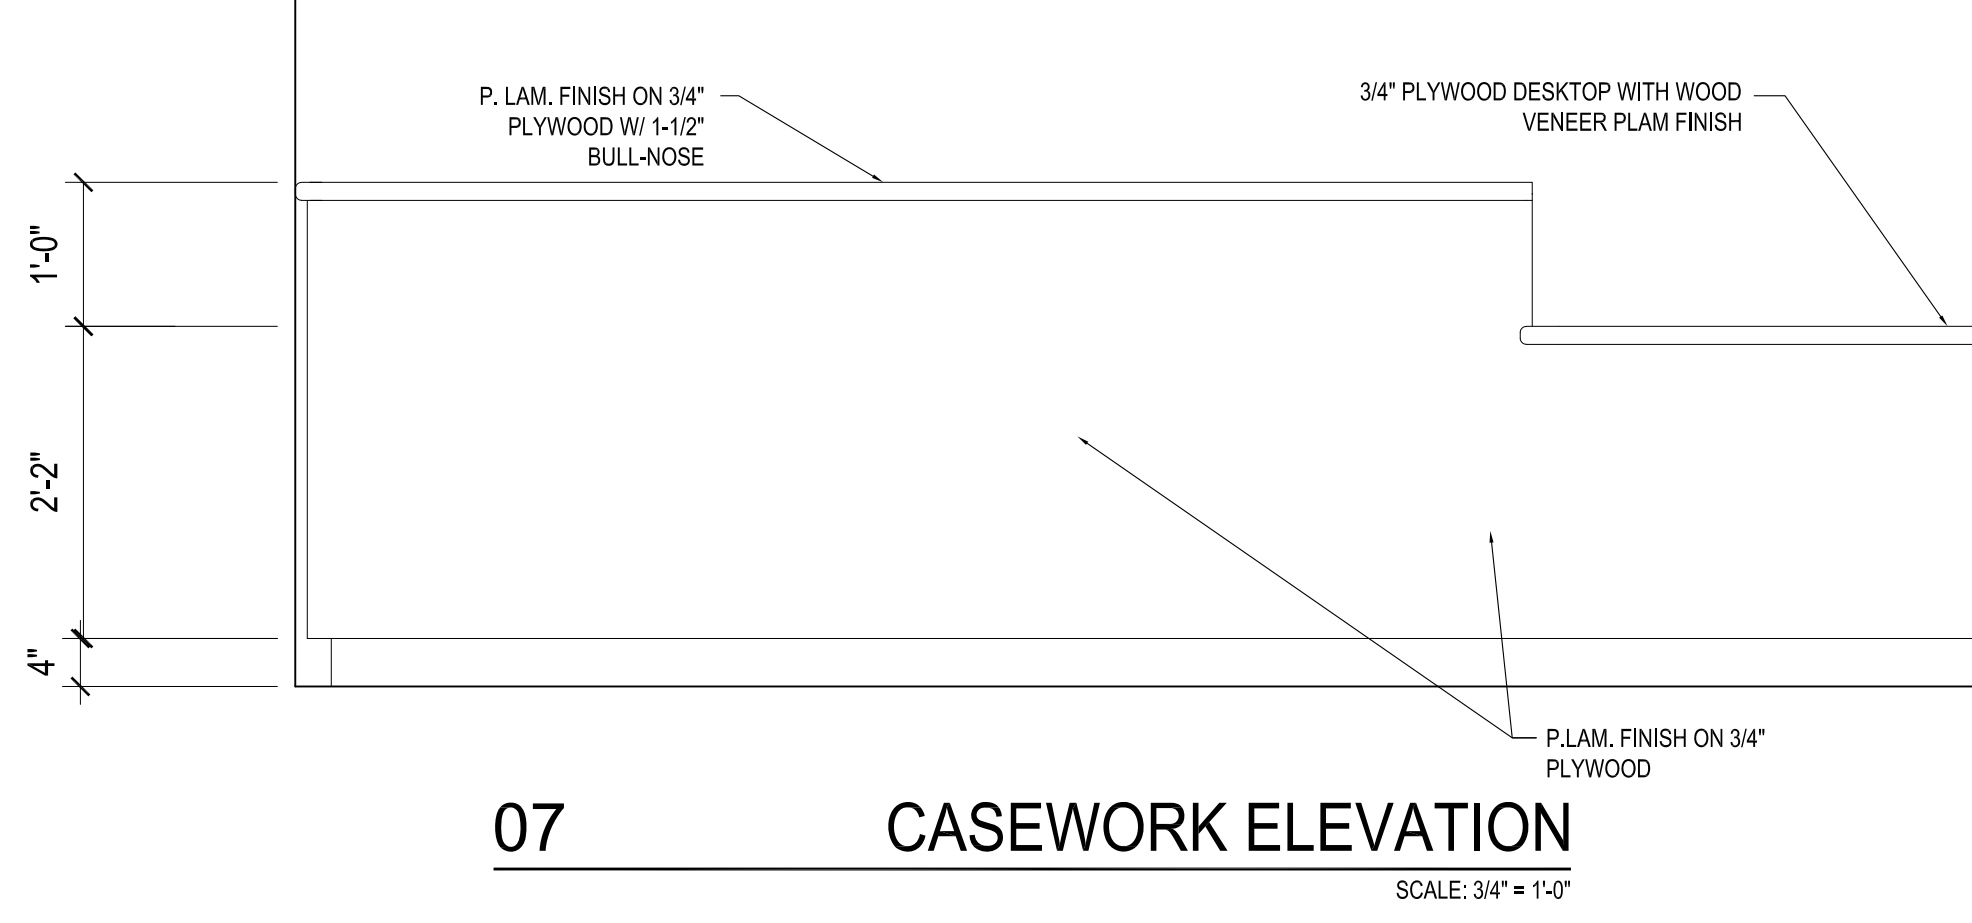 P. LAM. FINISH ON 3/4"
PLYWOOD W/ 1-1/2"
BULL-NOSE
3/4" PLYWOOD DESKTOP WITH WOOD
VENEER PLAM FINISH
1'-0"
2'-2"
4"
P.LAM. FINISH ON 3/4"
PLYWOOD
07 CASEWORK ELEVATION
SCALE: 3/4" = 1'-0"